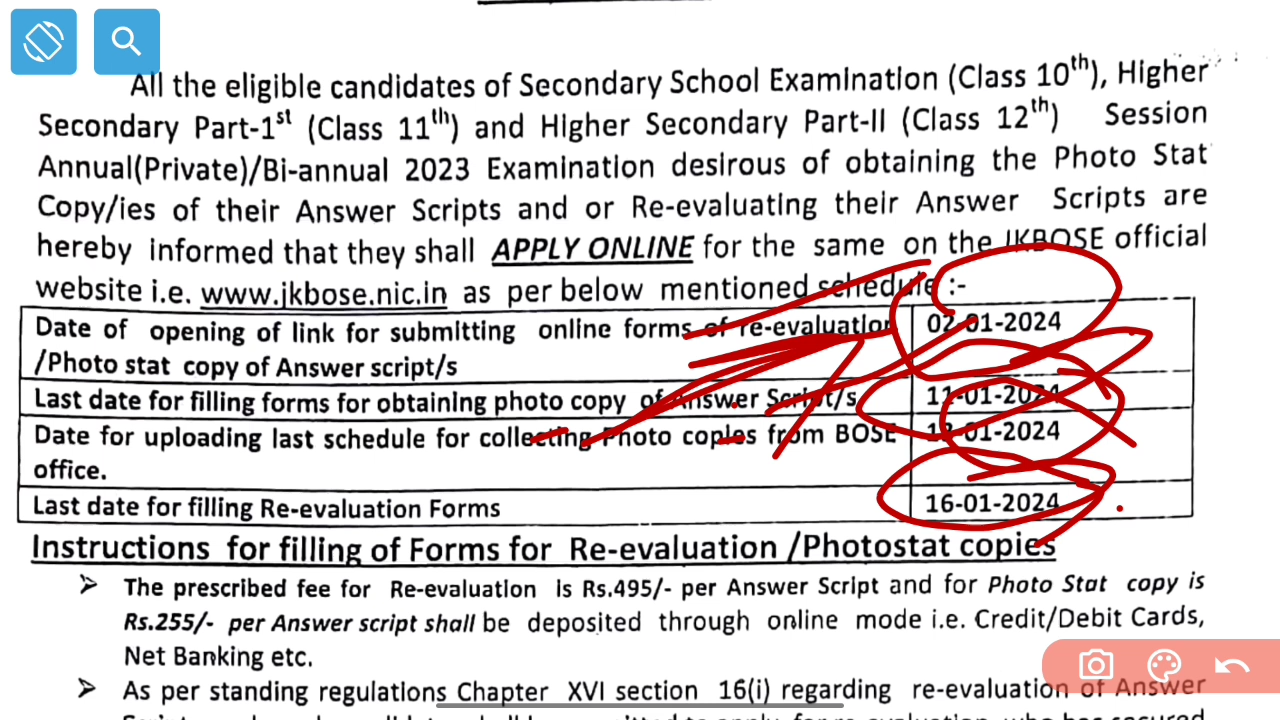 All the eligible candidates of Secondary School Examination (Class 10th), Higher
Secondary Part-1st (Class 11th) and Higher Secondary Part-II (Class 12th) Session
Annual(Private)/Bi-annual 2023 Examination desirous of obtaining the Photo Stat
Copy/ies of their Answer Scripts and or Re-evaluating their Answer Scripts are
hereby informed that they shall APPLY ONLINE for the same on the JKBOSE official
website i.e. www.jkbose.nic.in as per below mentioned schedule :-
Date of opening of link for submitting online forms of re-evaluation 02-01-2024
/Photo stat copy of Answer script/s
Last date for filling forms for obtaining photo copy of Answer Script/s 11-01-2024
Date for uploading last schedule for collecting Photo copies from BOSE -01-2024
office.
Last date for filling Re-evaluation Forms 16-01-2024
Instructions for filling of Forms for Re-evaluation /Photostat copies
➢ The prescribed fee for Re-evaluation is Rs.495/- per Answer Script and for Photo Stat copy is
Rs.255/- per Answer script shall be deposited through online mode i.e. Credit/Debit Cards,
Net Banking etc.
➢ As per standing regulations Chapter XVI section 16(i) regarding re-evaluation of Answer